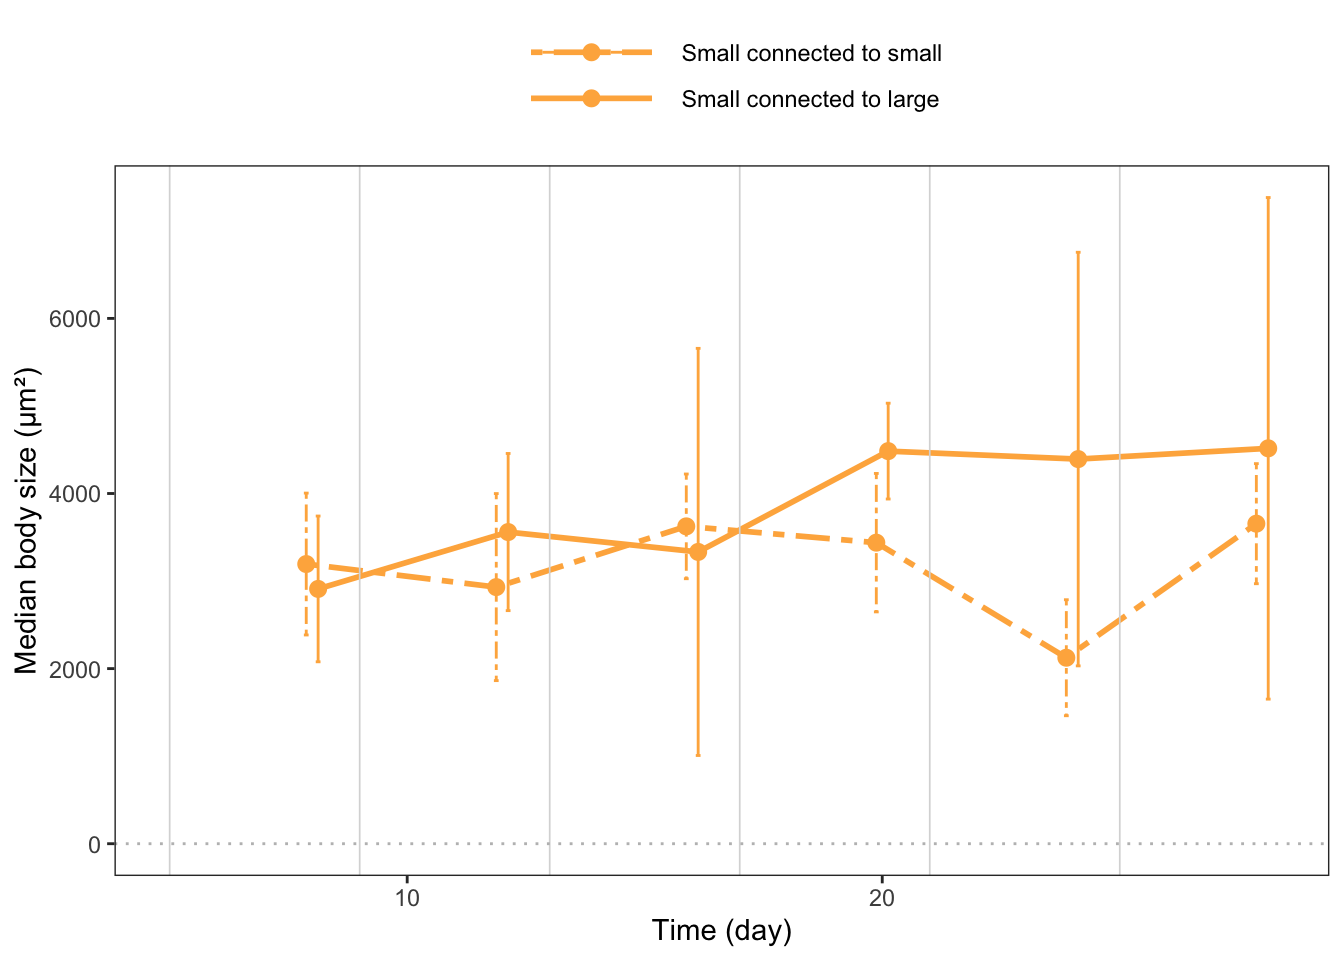 Small connected to small
Small connected to large
Median body size (µm²)
6000
4000
2000
0
10
20
Time (day)